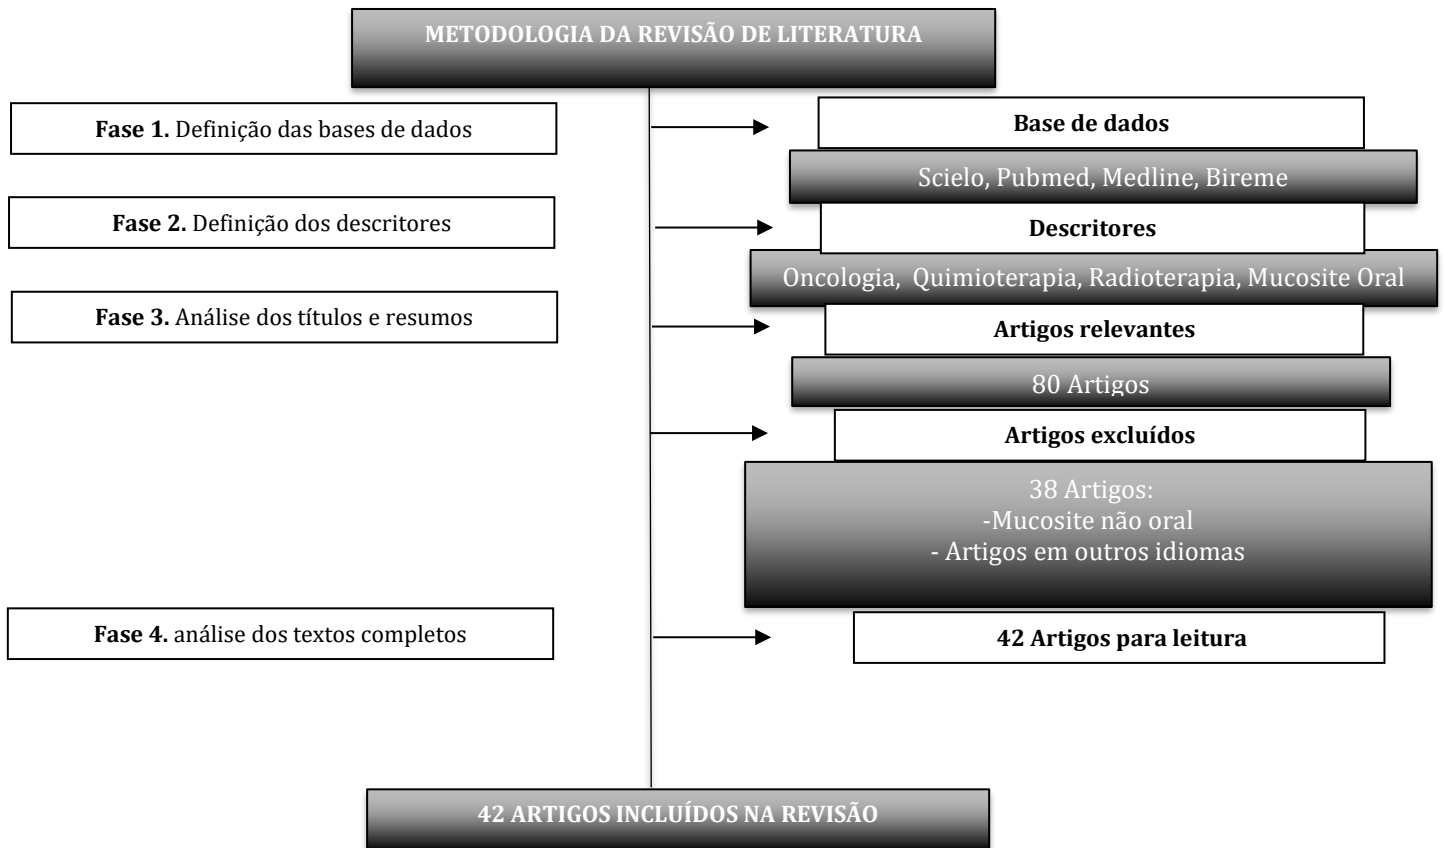 METODOLOGIA DA REVISÃO DE LITERATURA
Fase 1. Definição das bases de dados
Base de dados
Scielo, Pubmed, Medline, Bireme
Fase 2. Definição dos descritores
Descritores
Oncologia, Quimioterapia, Radioterapia, Mucosite Oral
Fase 3. Análise dos títulos e resumos
Artigos relevantes
80 Artigos
Artigos excluídos
38 Artigos:
-Mucosite não oral
- Artigos em outros idiomas
Fase 4. análise dos textos completos
42 Artigos para leitura
42 ARTIGOS INCLUÍDOS NA REVISÃO